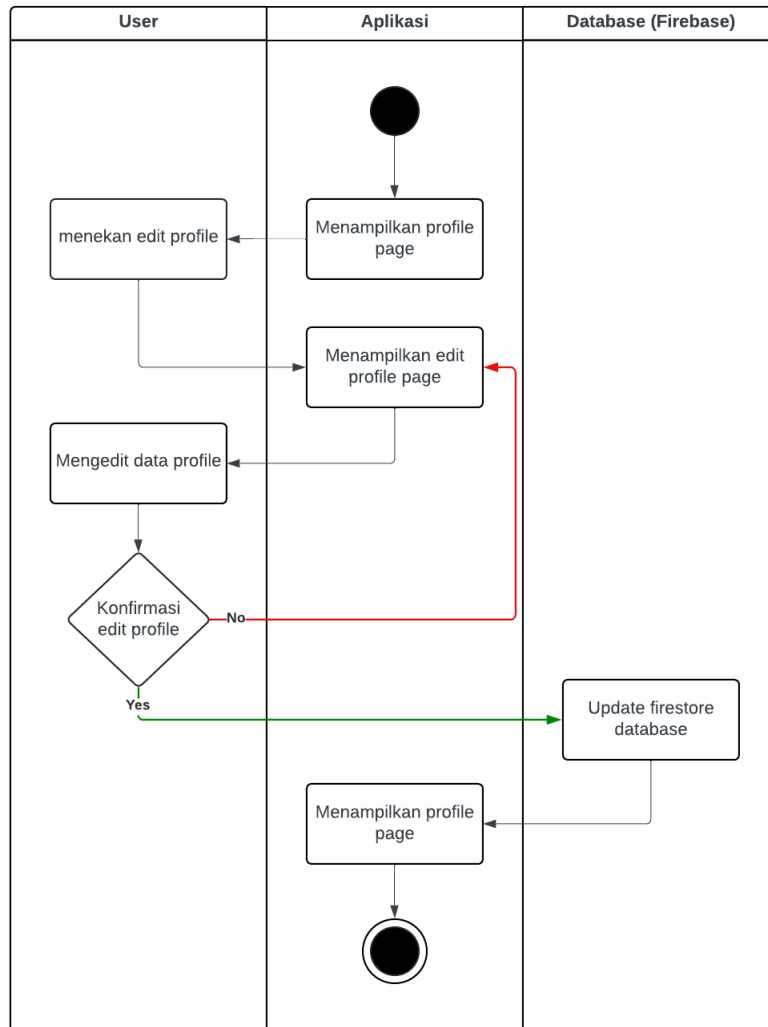 User
Aplikasi
Database (Firebase)
menekan edit profile
Menampilkan profile
page
Menampilkan edit
profile page
Mengedit data profile
Konfirmasi
edit profile
No
Yes
Update firestore
database
Menampilkan profile
page